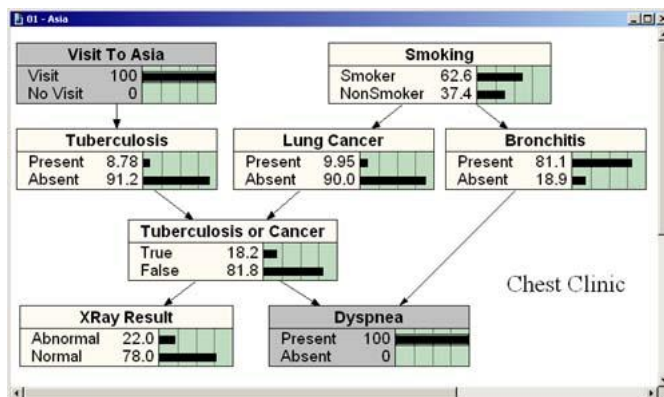 01 - Asia
Visit To Asia
Visit 100
No Visit 0
Smoking
Smoker 62.6
NonSmoker 37.4
Tuberculosis
Present 8.78
Absent 91.2
Lung Cancer
Present 9.95
Absent 90.0
Bronchitis
Present 81.1
Absent 18.9
Tuberculosis or Cancer
True 18.2
False 81.8
Chest Clinic
XRay Result
Abnormal 22.0
Normal 78.0
Dyspnea
Present 100
Absent 0